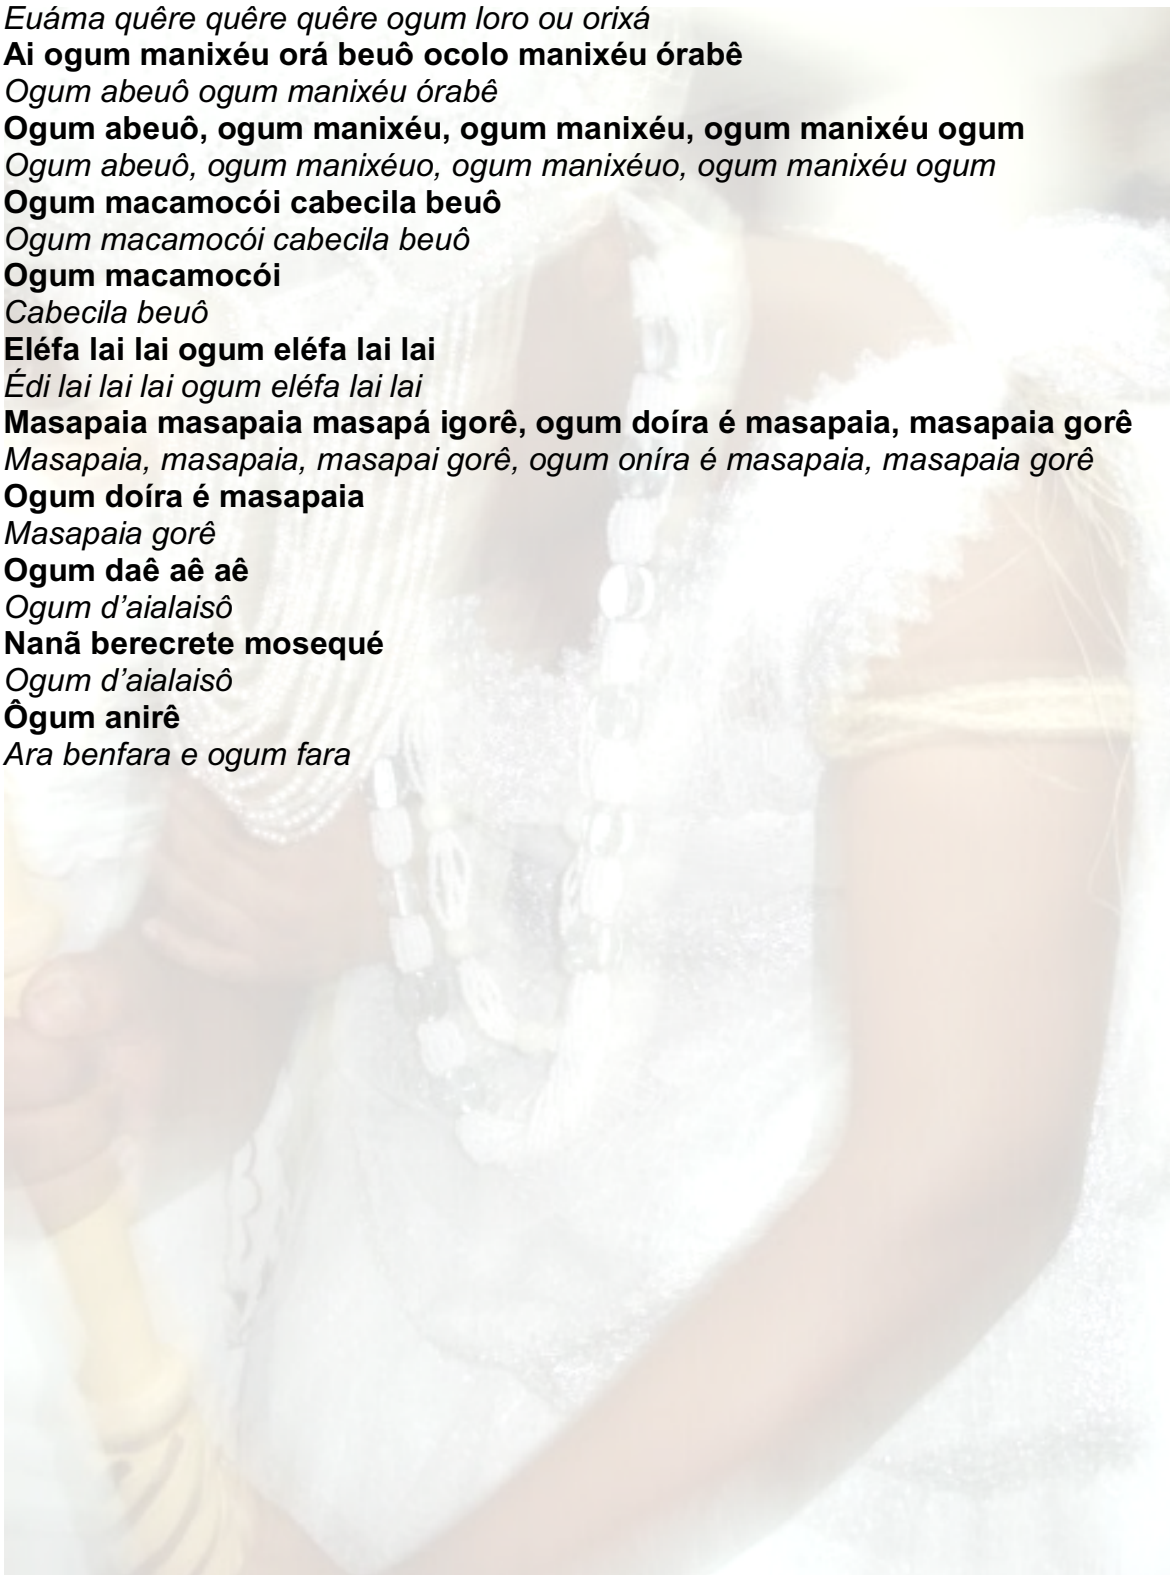 Euáma quêre quêre quêre ogum loro ou orixá
Ai ogum manixéu orá beuô ocolo manixéu órabê
Ogum abeuô ogum manixéu órabê
Ogum abeuô, ogum manixéu, ogum manixéu, ogum manixéu ogum
Ogum abeuô, ogum manixéuo, ogum manixéuo, ogum manixéu ogum
Ogum macamocói cabecila beuô
Ogum macamocói cabecila beuô
Ogum macamocói
Cabecila beuô
Eléfa lai lai ogum eléfa lai lai
Édi lai lai lai ogum eléfa lai lai
Masapaia masapaia masapá igorê, ogum doíra é masapaia, masapaia gorê
Masapaia, masapaia, masapai gorê, ogum oníra é masapaia, masapaia gorê
Ogum doíra é masapaia
Masapaia gorê
Ogum daê aê aê
Ogum d’aialaisô
Nanã berecrete mosequé
Ogum d’aialaisô
Ôgum anirê
Ara benfara e ogum fara